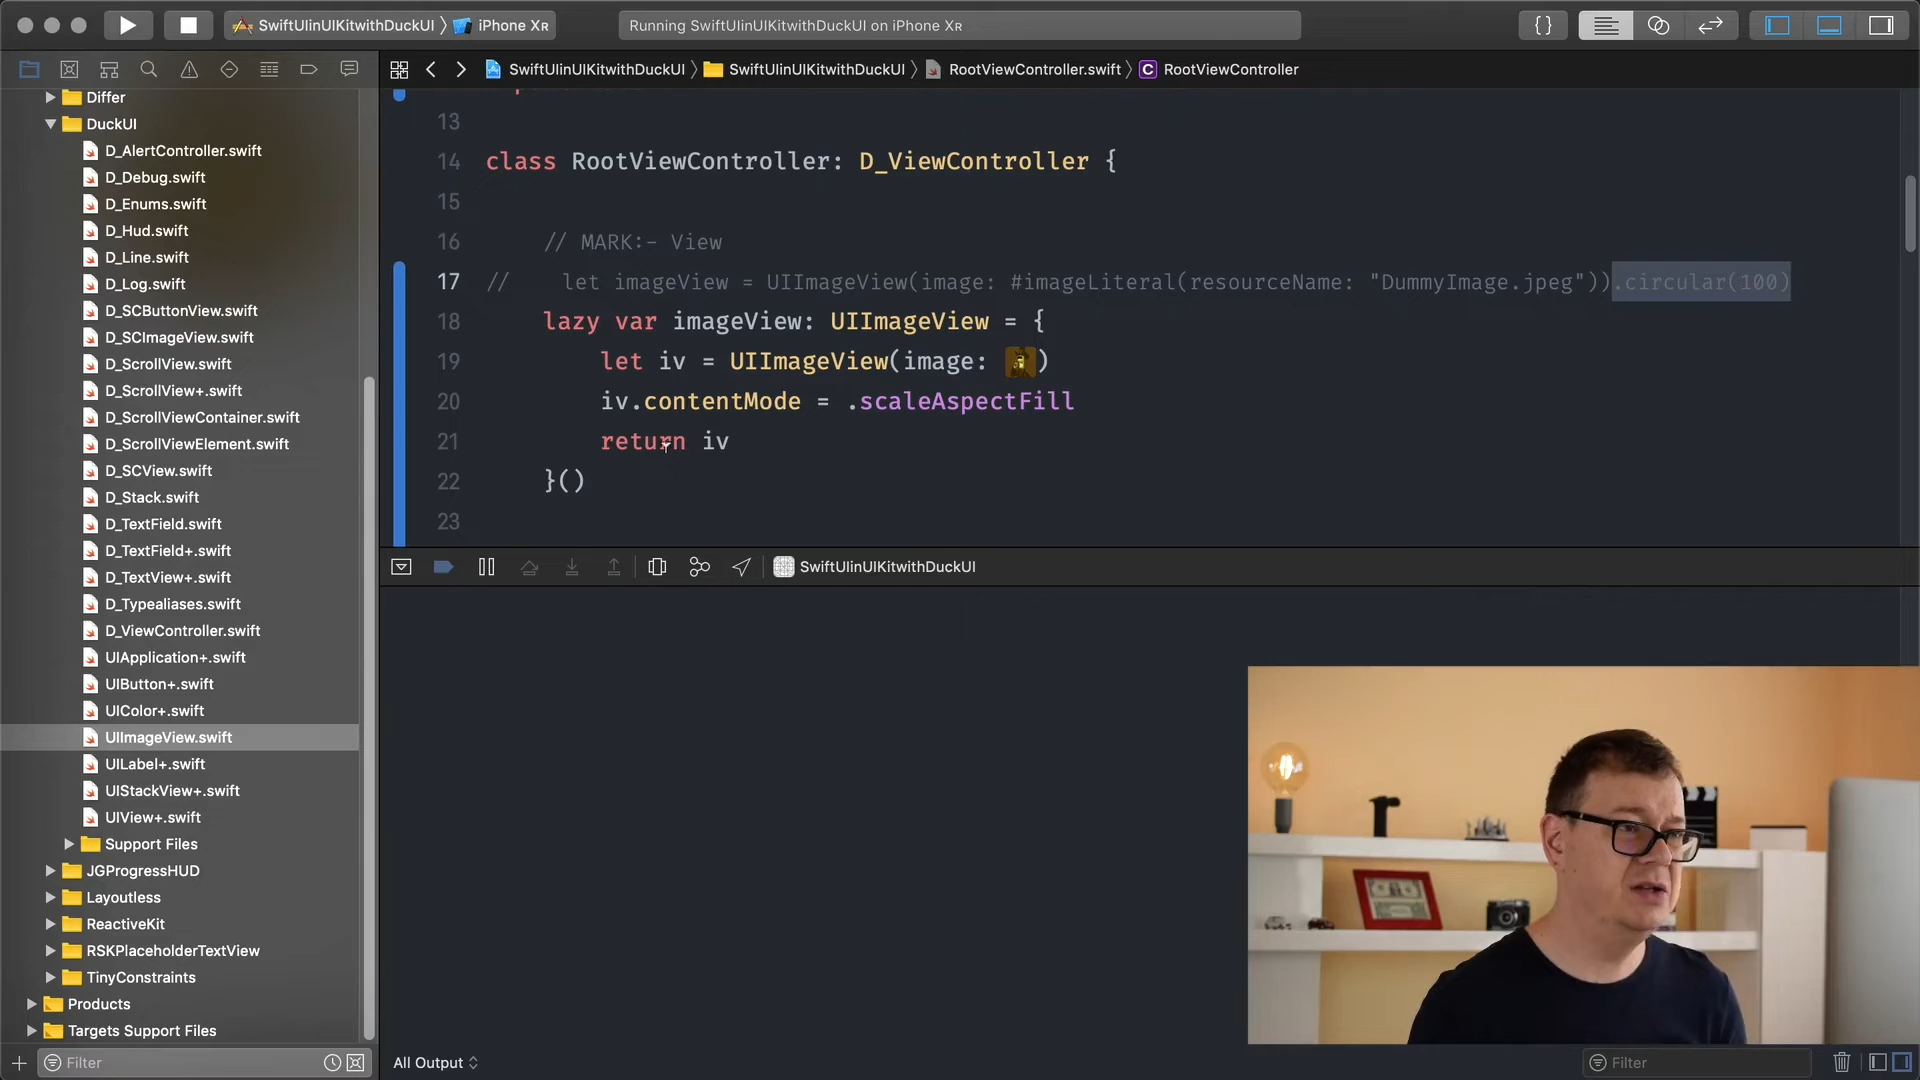 SwiftUIinUIKitwithDuckUI 〉 iPhone XR
Running SwiftUIinUIKitwithDuckUI on iPhone XR
{}
SwiftUIinUIKitwithDuckUI 〉 SwiftUIinUIKitwithDuckUI 〉 RootViewController.swift 〉 C RootViewController
Differ
DuckUI
D_AlertController.swift
D_Debug.swift
D_Enums.swift
D_Hud.swift
D_Line.swift
D_Log.swift
D_SCButtonView.swift
D_SCImageView.swift
D_ScrollView.swift
D_ScrollView+.swift
D_ScrollViewContainer.swift
D_ScrollViewElement.swift
D_SCView.swift
D_Stack.swift
D_TextField.swift
D_TextField+.swift
D_TextView+.swift
D_Typealiases.swift
D_ViewController.swift
UIApplication+.swift
UIButton+.swift
UIColor+.swift
UIImageView.swift
UILabel+.swift
UIStackView+.swift
UIView+.swift
Support Files
JGProgressHUD
Layoutless
ReactiveKit
RSKPlaceholderTextView
TinyConstraints
Products
Targets Support Files
Filter
13
14 class RootViewController: D_ViewController {
15
16 // MARK:- View
17 // let imageView = UIImageView(image: #imageLiteral(resourceName: "DummyImage.jpeg")).circular(100)
18 lazy var imageView: UIImageView = {
19 let iv = UIImageView(image: )
20 iv.contentMode = .scaleAspectFill
21 return iv
22 }()
23
SwiftUIinUIKitwithDuckUI
All Output
Filter